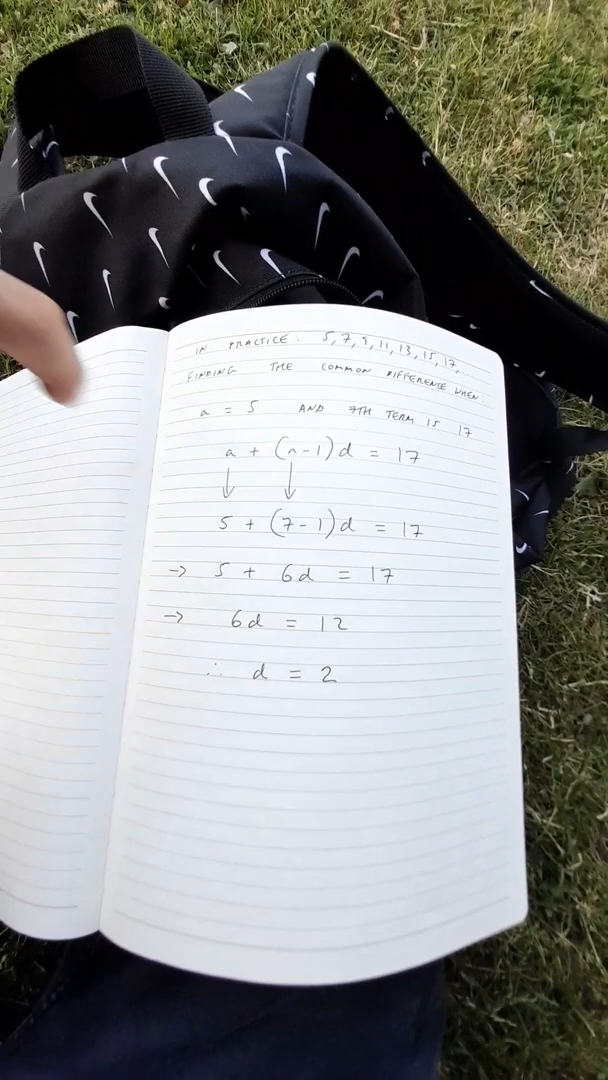 IN PRACTICE: 5, 7, 9, 11, 13, 15, 17, ...
FINDING THE COMMON DIFFERENCE WHEN
a = 5 AND 7TH TERM IS 17
a + (n-1)d = 17
↓ ↓
5 + (7-1)d = 17
→ 5 + 6d = 17
→ 6d = 12
∴ d = 2